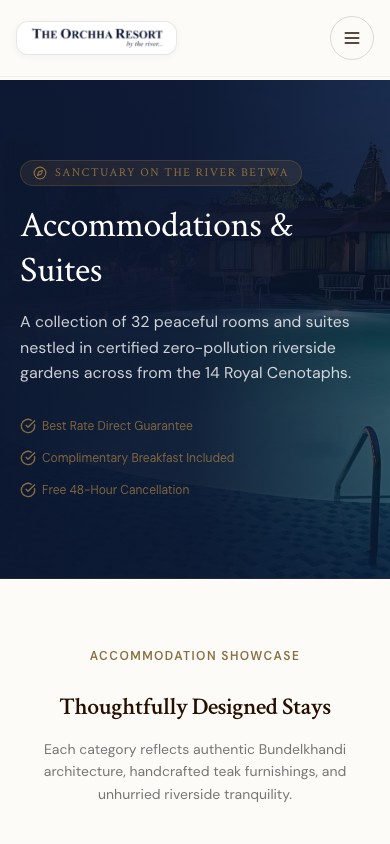 The Orchha Resort
by the river...
SANCTUARY ON THE RIVER BETWA
Accommodations &
Suites
A collection of 32 peaceful rooms and suites
nestled in certified zero-pollution riverside
gardens across from the 14 Royal Cenotaphs.
Best Rate Direct Guarantee
Complimentary Breakfast Included
Free 48-Hour Cancellation
ACCOMMODATION SHOWCASE
Thoughtfully Designed Stays
Each category reflects authentic Bundelkhandi
architecture, handcrafted teak furnishings, and
unhurried riverside tranquility.